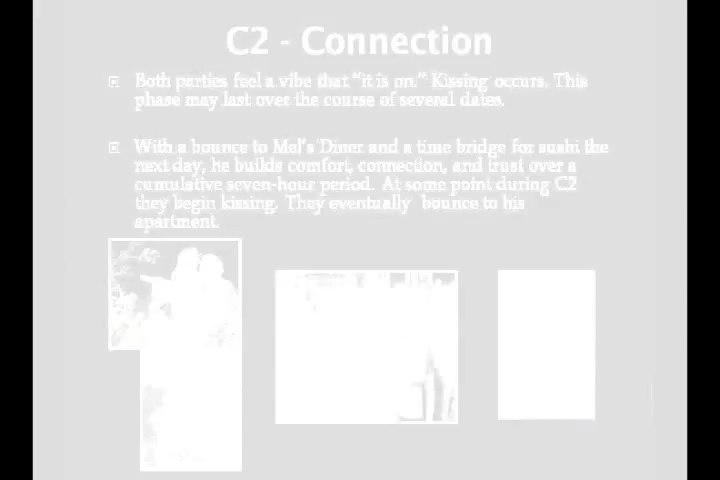 C2 - Connection
Both parties feel a vibe that "it is on." Kissing occurs. This
phase may last over the course of several dates.
With a bounce to Mel's Diner and a time bridge for sushi the
next day, he builds comfort, connection, and trust over a
cumulative seven-hour period. At some point during C2
they begin kissing. They eventually bounce to his
apartment.